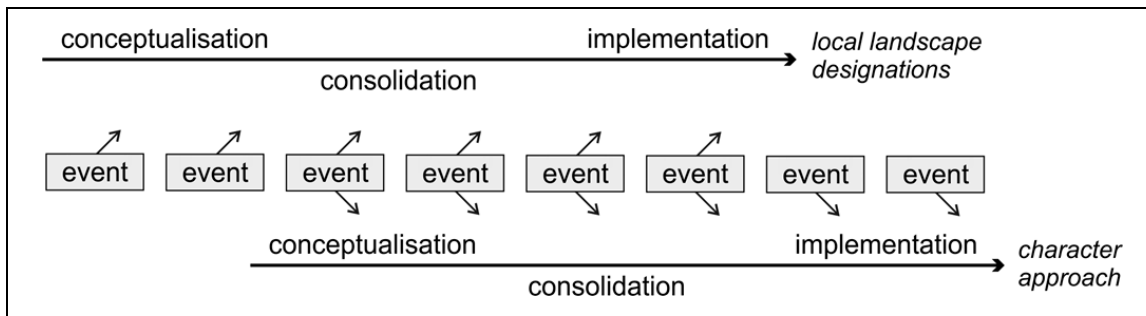 conceptualisation implementation
local landscape
designations
consolidation
event event event event event event event event
conceptualisation implementation
character
approach
consolidation